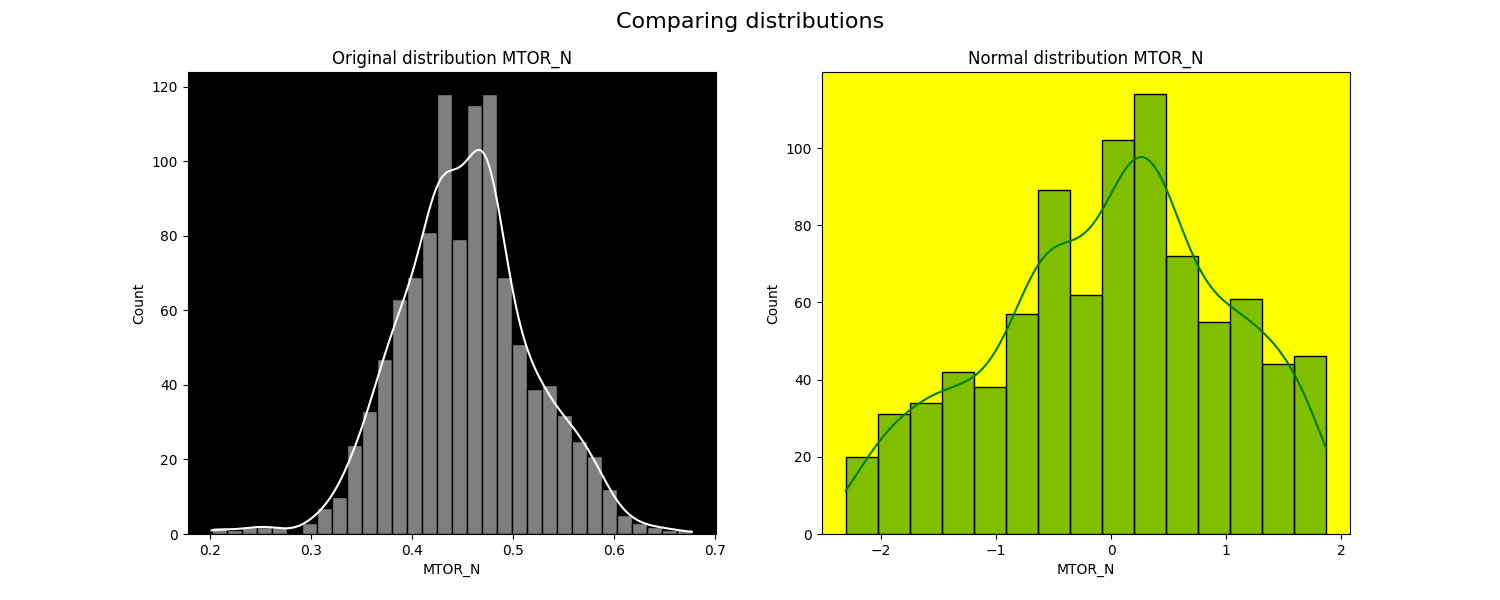 Comparing distributions
Original distribution MTOR_N
120
100
80
60
40
20
0
Count
0.2 0.3 0.4 0.5 0.6 0.7
MTOR_N
Normal distribution MTOR_N
100
80
60
40
20
0
Count
−2 −1 0 1 2
MTOR_N